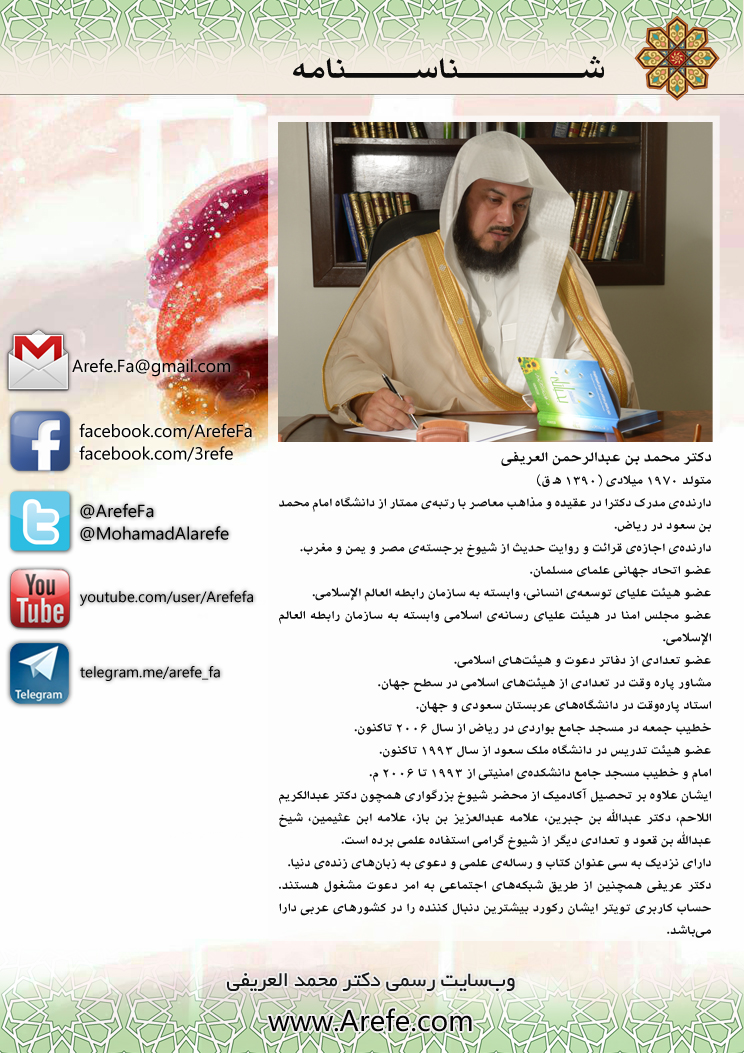 شـــــــناســـــــنامه
Arefe.Fa@gmail.com
facebook.com/ArefeFa
facebook.com/3refe
@ArefeFa
@MohamadAlarefe
You
Tube
youtube.com/user/Arefefa
Telegram
telegram.me/arefe_fa
دکتر محمد بن عبدالرحمن العریفی
متولد ۱۹۷۰ میلادی (۱۳۹۰ هـ ق)
دارنده‌ی مدرک دکترا در عقیده و مذاهب معاصر با رتبه‌ی ممتاز از دانشگاه امام محمد
بن سعود در ریاض.
دارنده‌ی اجازه‌ی قرائت و روایت حدیث از شیوخ برجسته‌ی مصر و یمن و مغرب.
عضو اتحاد جهانی علمای مسلمان.
عضو هیئت علیای توسعه‌ی انسانی، وابسته به سازمان رابطه العالم الإسلامی.
عضو مجلس امنا در هیئت علیای رسانه‌ی اسلامی وابسته به سازمان رابطه العالم
الإسلامی.
عضو تعدادی از دفاتر دعوت و هیئت‌های اسلامی.
مشاور پاره وقت در تعدادی از هیئت‌های اسلامی در سطح جهان.
استاد پاره‌وقت در دانشگاه‌های عربستان سعودی و جهان.
خطیب جمعه در مسجد جامع بواردی در ریاض از سال ۲۰۰۶ تاکنون.
عضو هیئت تدریس در دانشگاه ملک سعود از سال ۱۹۹۳ تاکنون.
امام و خطیب مسجد جامع دانشکده‌ی امنیتی از ۱۹۹۳ تا ۲۰۰۶ م.
ایشان علاوه بر تحصیل آکادمیک از محضر شیوخ بزرگواری همچون دکتر عبدالکریم
اللاحم، دکتر عبدالله بن جبرین، علامه عبدالعزیز بن باز، علامه ابن عثیمین، شیخ
عبدالله بن قعود و تعدادی دیگر از شیوخ گرامی استفاده علمی برده است.
دارای نزدیک به سی عنوان کتاب و رساله‌ی علمی و دعوی به زبان‌های زنده‌ی دنیا.
دکتر عریفی همچنین از طریق شبکه‌های اجتماعی به امر دعوت مشغول هستند.
حساب کاربری تویتر ایشان رکورد بیشترین دنبال کننده را در کشورهای عربی دارا
می‌باشد.
وب‌سایت رسمی دکتر محمد العریفی
www.Arefe.com